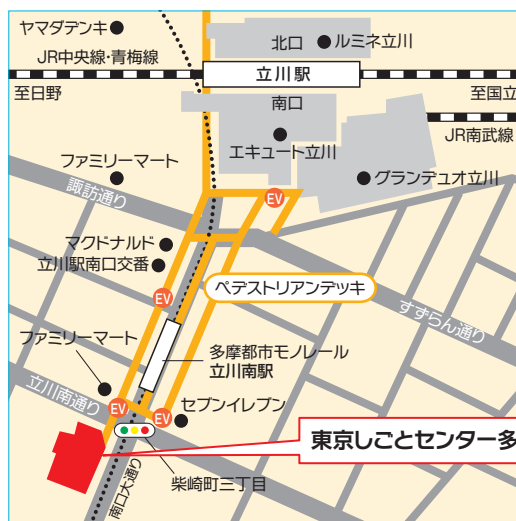 ヤマダデンキ
北口
ルミネ立川
JR中央線・青梅線
立川駅
至日野
至国立
南口
JR南武線
エキュート立川
ファミリーマート
グランデュオ立川
諏訪通り
EV
マクドナルド
立川駅南口交番
ペデストリアンデッキ
EV
すずらん通り
ファミリーマート
多摩都市モノレール
立川南駅
立川南通り
EV
EV
セブンイレブン
東京しごとセンター多
柴崎町三丁目
南口大通り